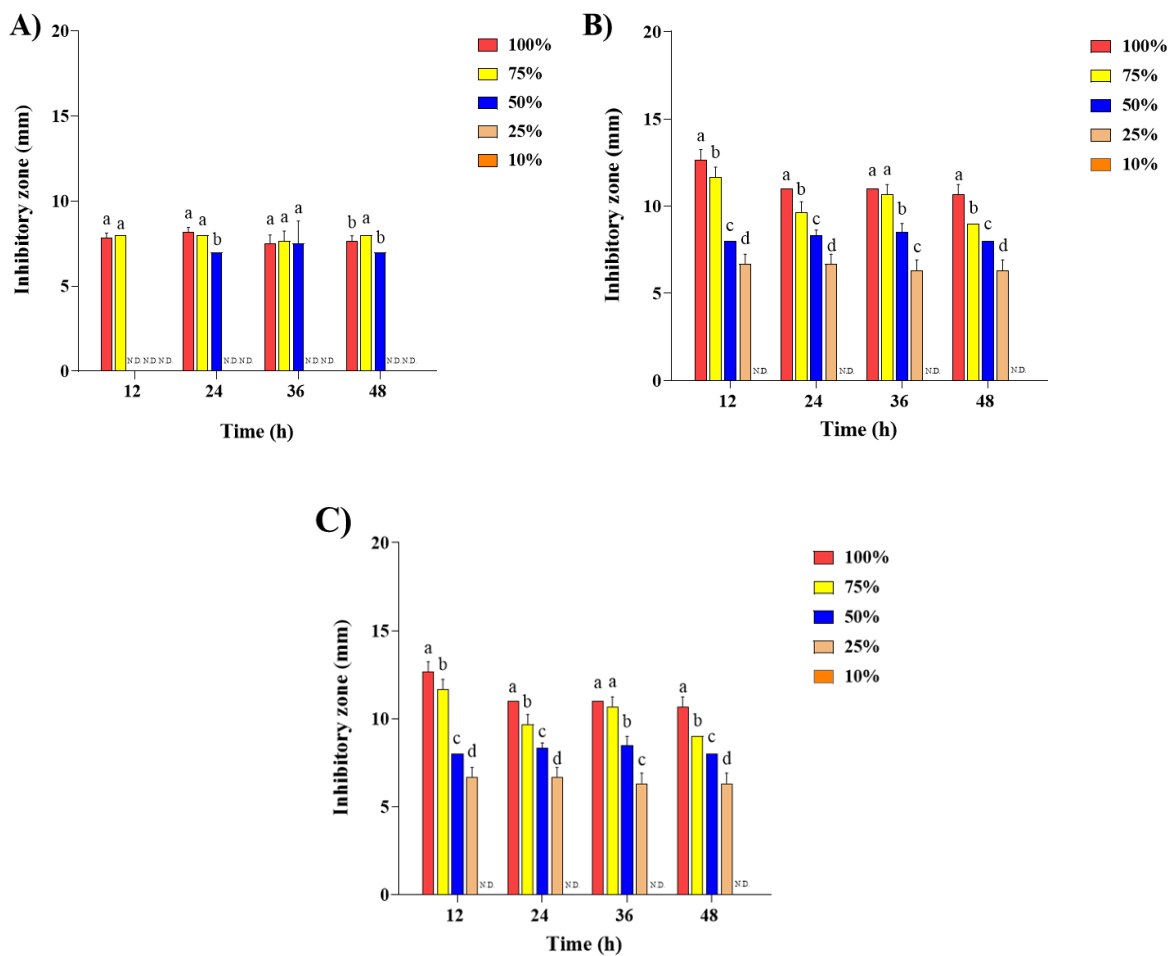 A)
20
15
10
5
0
Inhibitory zone (mm)
100%
75%
50%
25%
10%
a a
a a b
a a a
b a b
N.D. N.D. N.D.
N.D. N.D.
N.D. N.D.
N.D. N.D.
12 24 36 48
Time (h)
B)
20
15
10
5
0
Inhibitory zone (mm)
100%
75%
50%
25%
10%
a b c d
a b c d
a a b c
a b c d
N.D.
N.D.
N.D.
N.D.
12 24 36 48
Time (h)
C)
20
15
10
5
0
Inhibitory zone (mm)
100%
75%
50%
25%
10%
a b c d
a b c d
a a b c
a b c d
N.D.
N.D.
N.D.
N.D.
12 24 36 48
Time (h)